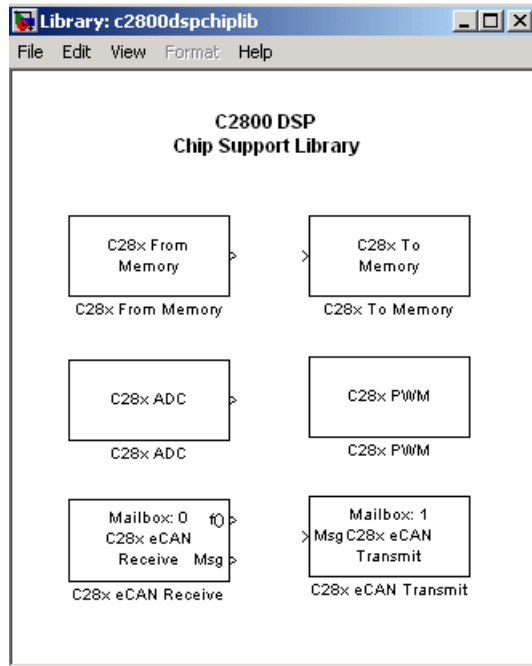 Library: c2800dspchiplib
File Edit View Format Help
C2800 DSP
Chip Support Library
C28x From
Memory
C28x From Memory
C28x To
Memory
C28x To Memory
C28x ADC
C28x ADC
C28x PWM
C28x PWM
Mailbox: 0 f()
C28x eCAN
Receive Msg
C28x eCAN Receive
Mailbox: 1
Msg C28x eCAN
Transmit
C28x eCAN Transmit